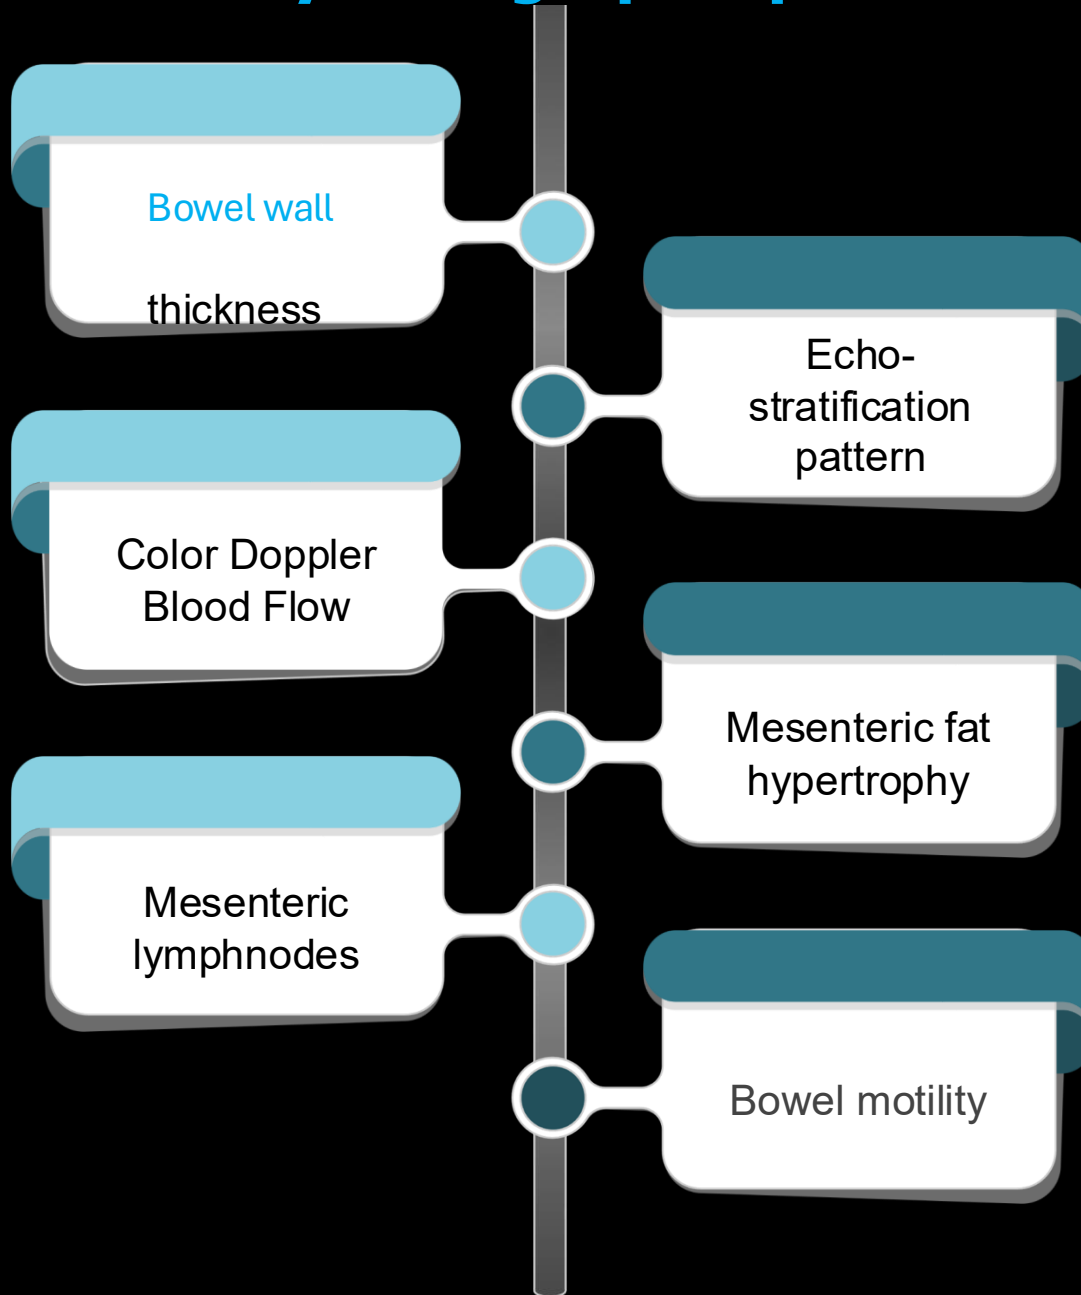 Bowel wall
thickness
Echo-
stratification
pattern
Color Doppler
Blood Flow
Mesenteric fat
hypertrophy
Mesenteric
lymphnodes
Bowel motility